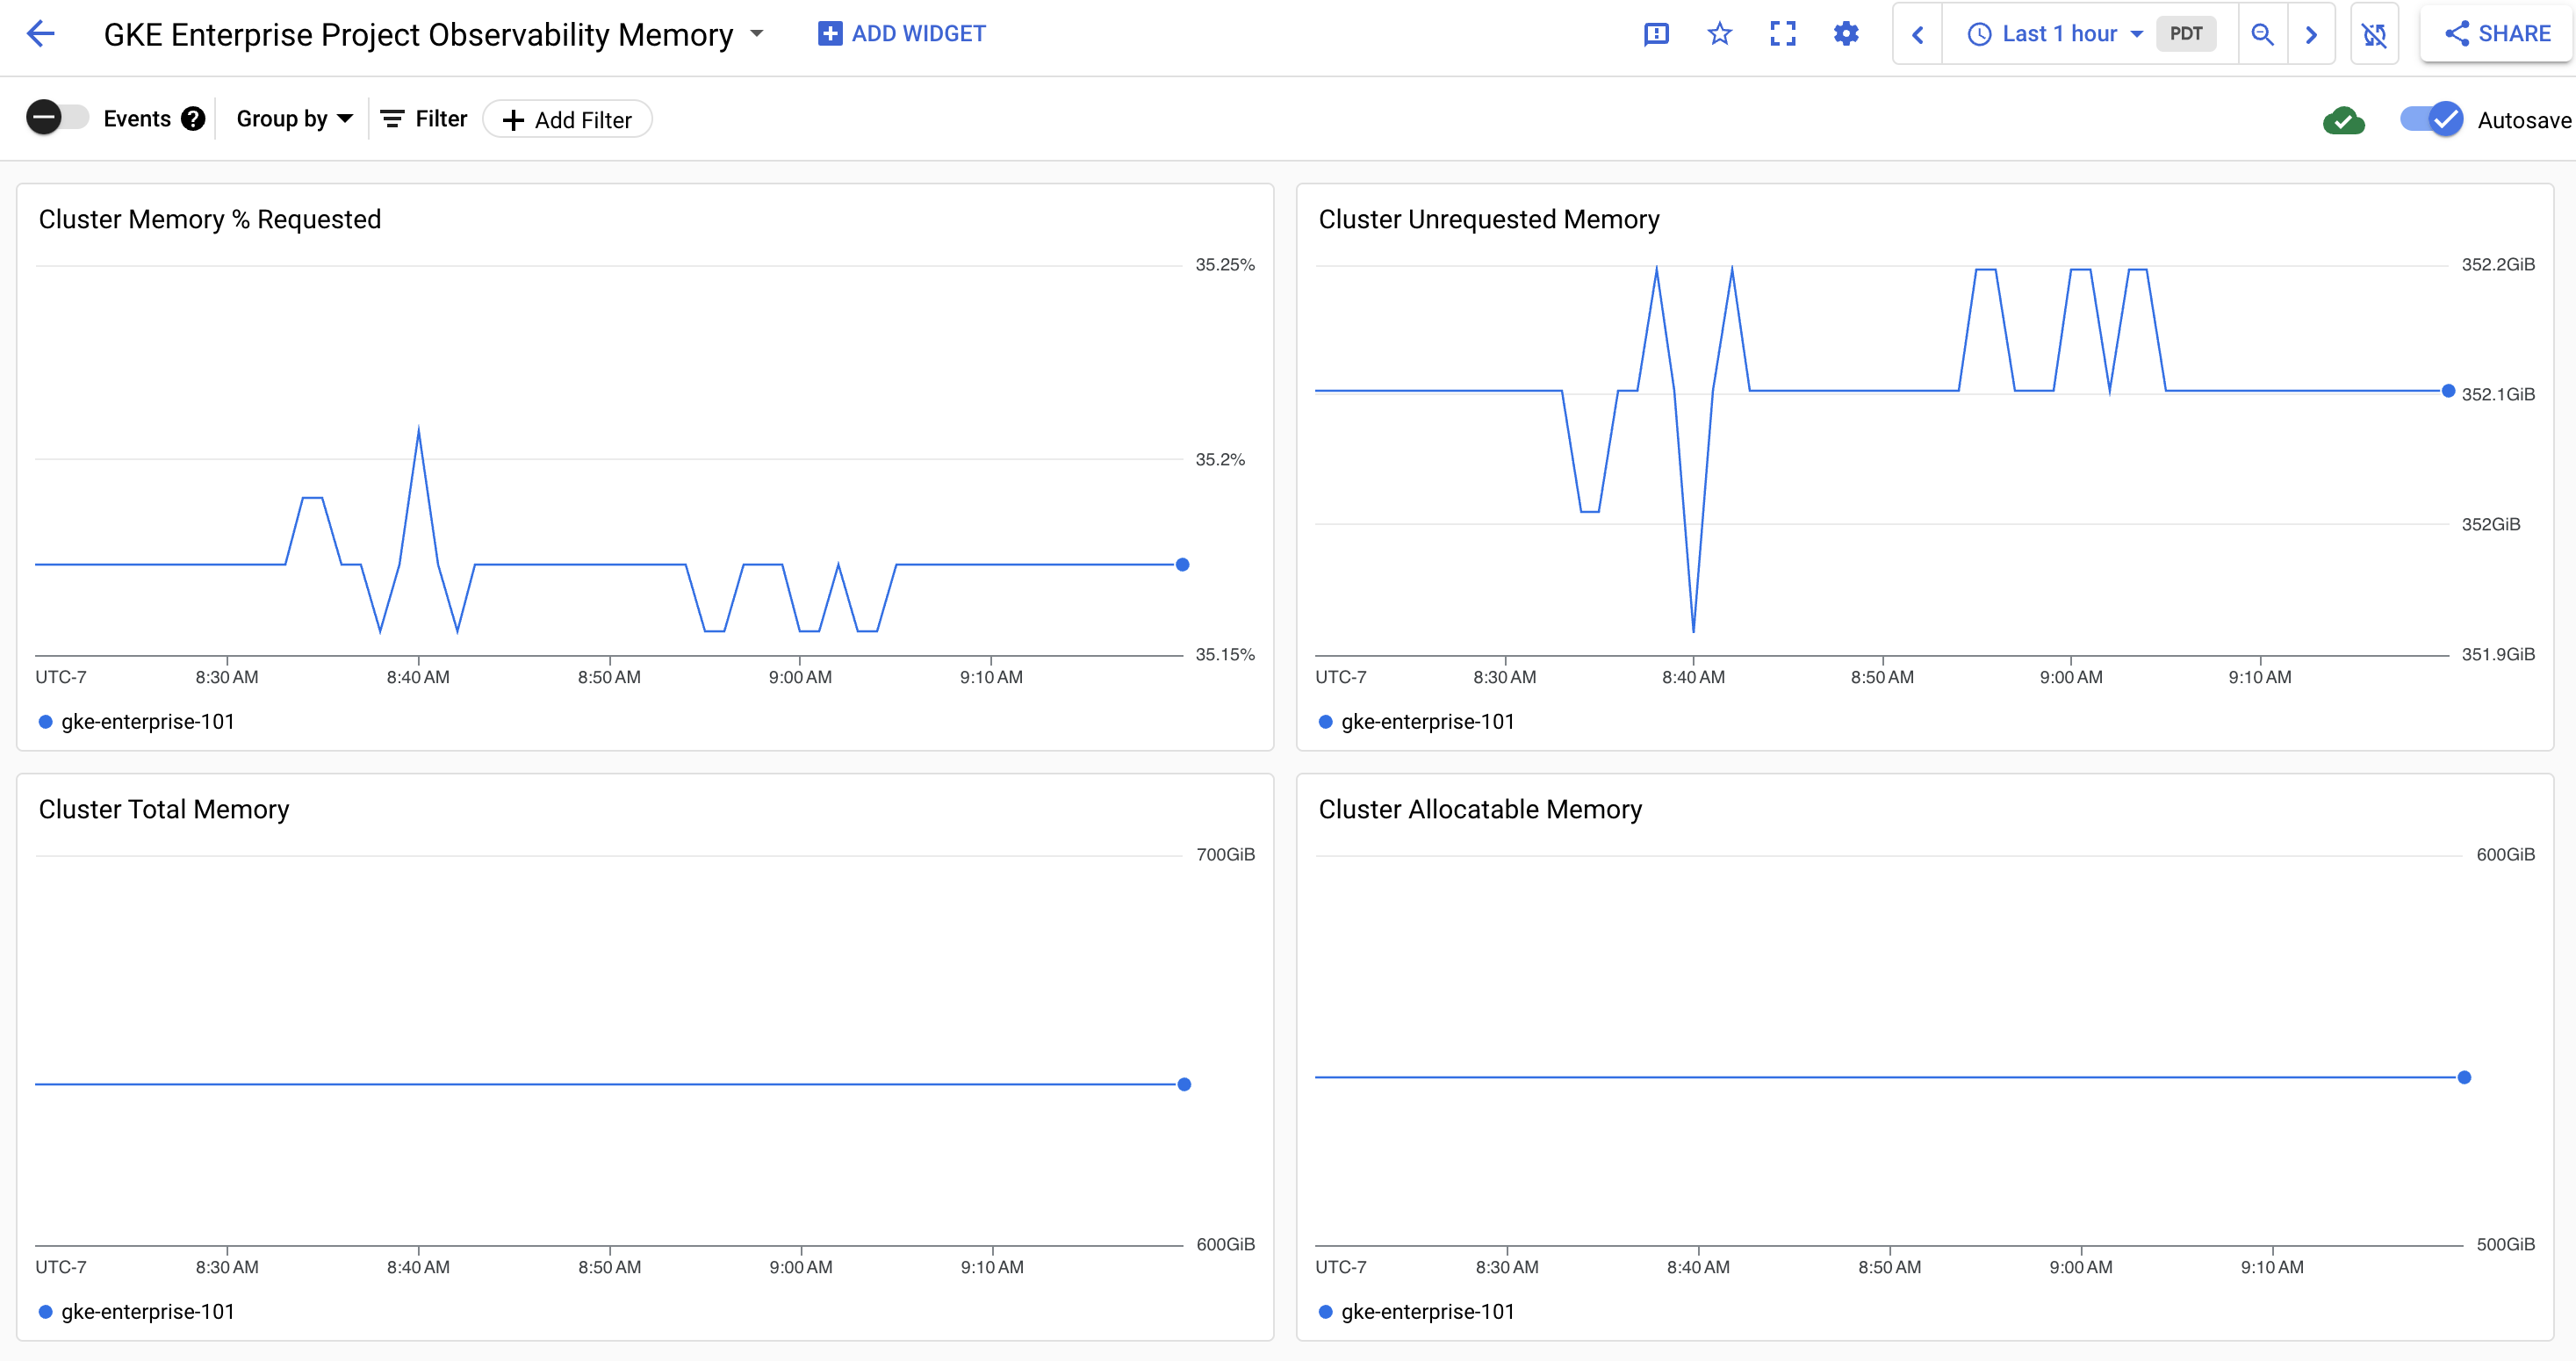 GKE Enterprise Project Observability Memory
ADD WIDGET
Last 1 hour
PDT
SHARE
Events
Group by
Filter
Add Filter
Autosave
Cluster Memory % Requested
35.25%
35.2%
35.15%
UTC-7 8:30 AM 8:40 AM 8:50 AM 9:00 AM 9:10 AM
gke-enterprise-101
Cluster Unrequested Memory
352.2GiB
352.1GiB
352GiB
351.9GiB
UTC-7 8:30 AM 8:40 AM 8:50 AM 9:00 AM 9:10 AM
gke-enterprise-101
Cluster Total Memory
700GiB
600GiB
UTC-7 8:30 AM 8:40 AM 8:50 AM 9:00 AM 9:10 AM
gke-enterprise-101
Cluster Allocatable Memory
600GiB
500GiB
UTC-7 8:30 AM 8:40 AM 8:50 AM 9:00 AM 9:10 AM
gke-enterprise-101